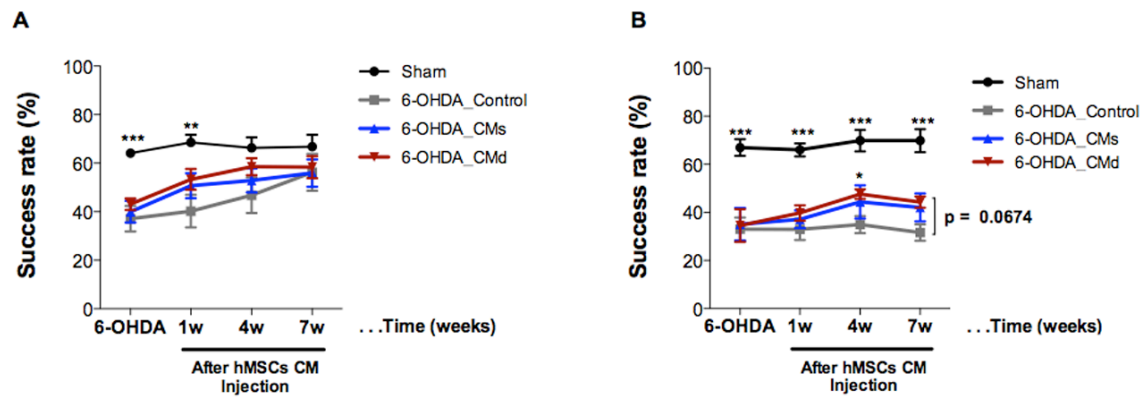 A
Success rate (%)
100
80
60
40
20
0
***
**
6-OHDA 1w 4w 7w ...Time (weeks)
After hMSCs CM
Injection
Sham
6-OHDA_Control
6-OHDA_CMs
6-OHDA_CMd
B
Success rate (%)
100
80
60
40
20
0
*** *** *** ***
*
p = 0.0674
6-OHDA 1w 4w 7w ...Time (weeks)
After hMSCs CM
Injection
Sham
6-OHDA_Control
6-OHDA_CMs
6-OHDA_CMd